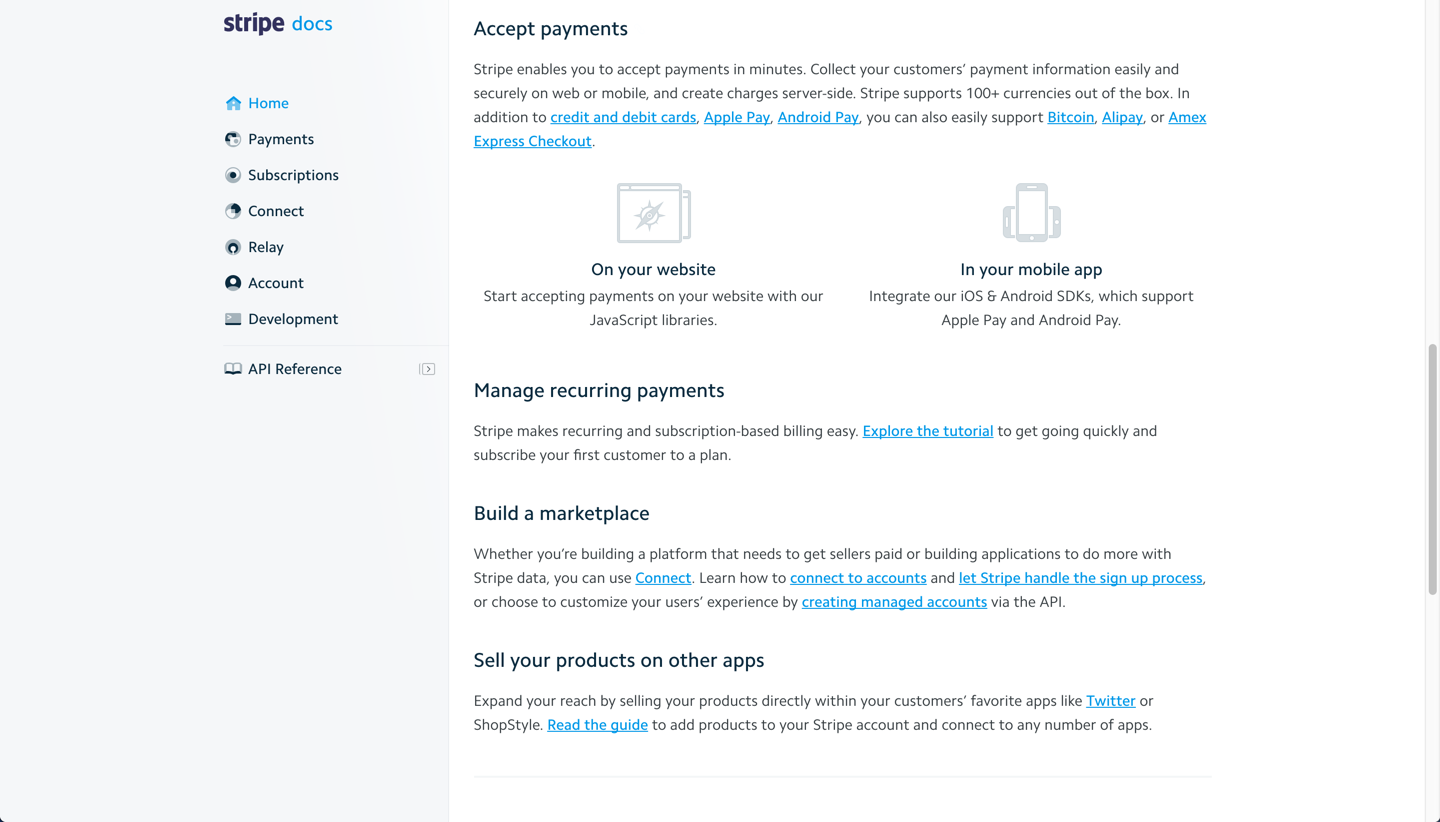 stripe docs
Home
Payments
Subscriptions
Connect
Relay
Account
Development
API Reference
Accept payments
Stripe enables you to accept payments in minutes. Collect your customers’ payment information easily and
securely on web or mobile, and create charges server-side. Stripe supports 100+ currencies out of the box. In
addition to credit and debit cards, Apple Pay, Android Pay, you can also easily support Bitcoin, Alipay, or Amex
Express Checkout.
On your website
Start accepting payments on your website with our
JavaScript libraries.
In your mobile app
Integrate our iOS & Android SDKs, which support
Apple Pay and Android Pay.
Manage recurring payments
Stripe makes recurring and subscription-based billing easy. Explore the tutorial to get going quickly and
subscribe your first customer to a plan.
Build a marketplace
Whether you’re building a platform that needs to get sellers paid or building applications to do more with
Stripe data, you can use Connect. Learn how to connect to accounts and let Stripe handle the sign up process,
or choose to customize your users’ experience by creating managed accounts via the API.
Sell your products on other apps
Expand your reach by selling your products directly within your customers’ favorite apps like Twitter or
ShopStyle. Read the guide to add products to your Stripe account and connect to any number of apps.